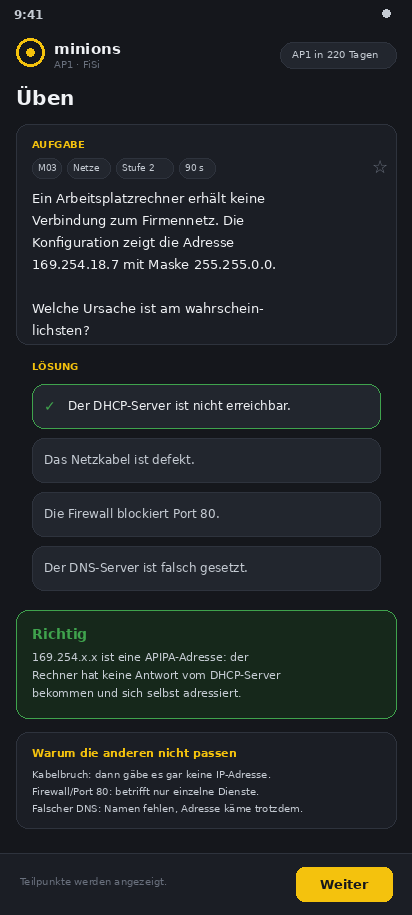 9:41
minions
AP1 · FiSi
AP1 in 220 Tagen
Üben
AUFGABE
M03 Netze Stufe 2 90 s
Ein Arbeitsplatzrechner erhält keine
Verbindung zum Firmennetz. Die
Konfiguration zeigt die Adresse
169.254.18.7 mit Maske 255.255.0.0.
Welche Ursache ist am wahrschein-
lichsten?
LÖSUNG
✓ Der DHCP-Server ist nicht erreichbar.
Das Netzkabel ist defekt.
Die Firewall blockiert Port 80.
Der DNS-Server ist falsch gesetzt.
Richtig
169.254.x.x ist eine APIPA-Adresse: der
Rechner hat keine Antwort vom DHCP-Server
bekommen und sich selbst adressiert.
Warum die anderen nicht passen
Kabelbruch: dann gäbe es gar keine IP-Adresse.
Firewall/Port 80: betrifft nur einzelne Dienste.
Falscher DNS: Namen fehlen, Adresse käme trotzdem.
Teilpunkte werden angezeigt.
Weiter